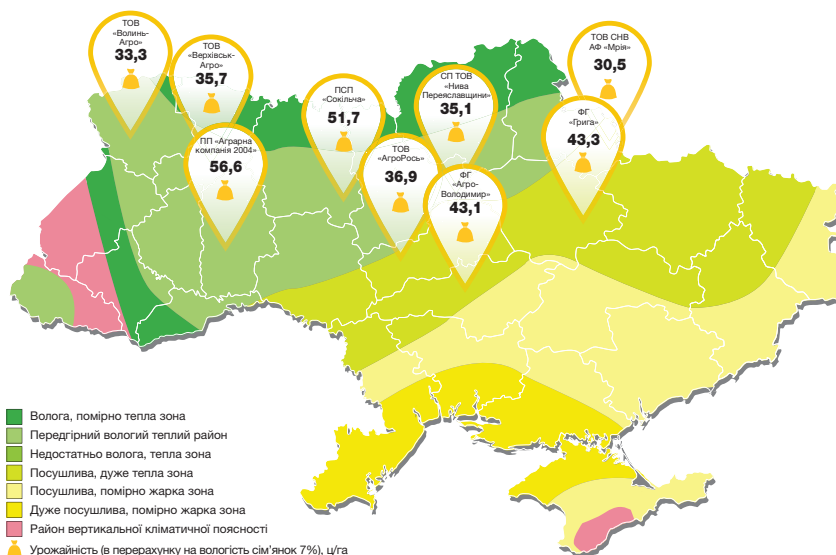 ТОВ
«Волинь-
Агро»
33,3
ТОВ
«Верхівськ-
Агро»
35,7
ПСП
«Сокільча»
51,7
СП ТОВ
«Нива
Переяславщини»
35,1
ТОВ СНВ
АФ «Мрія»
30,5
ФГ
«Грига»
43,3
ПП «Аграрна
компанія 2004»
56,6
ТОВ
«АгроРось»
36,9
ФГ
«Агро-
Володимир»
43,1
Волога, помірно тепла зона
Передгірний вологий теплий район
Недостатньо волога, тепла зона
Посушлива, дуже тепла зона
Посушлива, помірно жарка зона
Дуже посушлива, помірно жарка зона
Район вертикальної кліматичної поясності
Урожайність (в перерахунку на вологість сім'янок 7%), ц/га